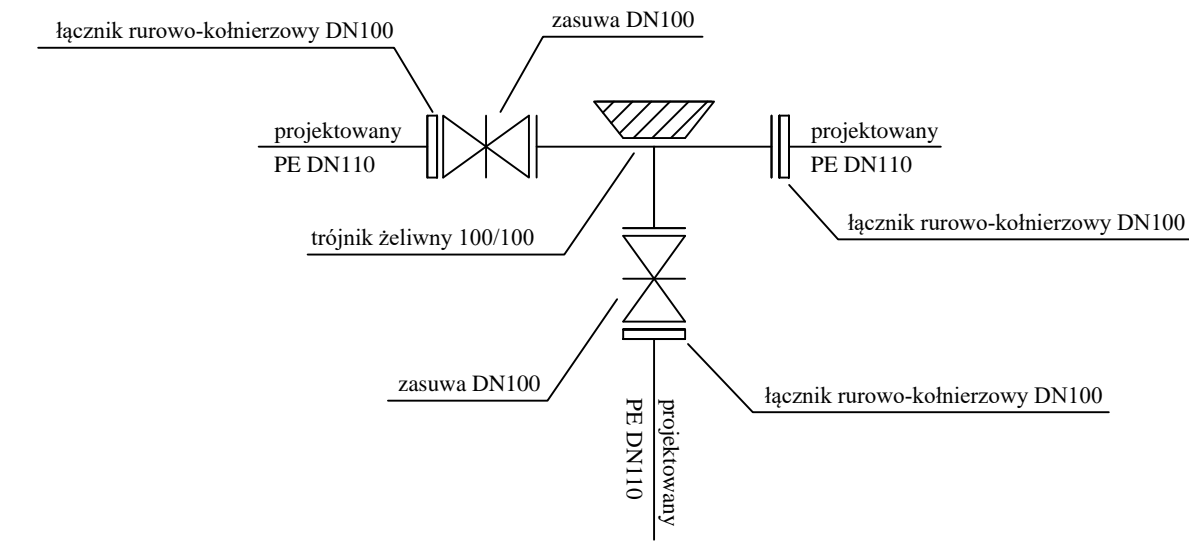 łącznik rurowo-kołnierzowy DN100
zasuwa DN100
projektowany
PE DN110
projektowany
PE DN110
łącznik rurowo-kołnierzowy DN100
trójnik żeliwny 100/100
zasuwa DN100
łącznik rurowo-kołnierzowy DN100
projektowany
PE DN110